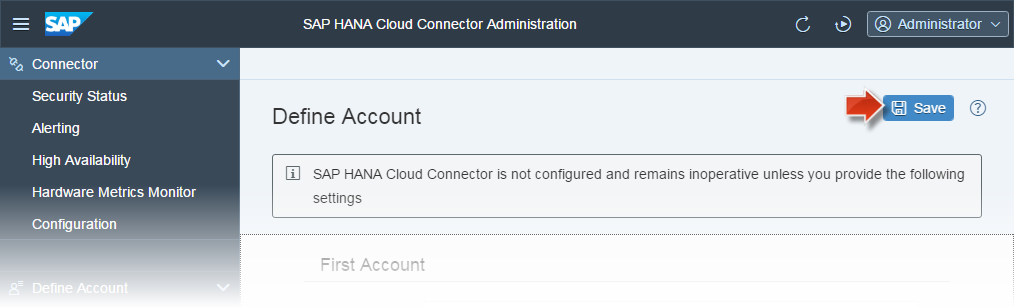 SAP
SAP HANA Cloud Connector Administration
Administrator
Connector
Security Status
Alerting
High Availability
Hardware Metrics Monitor
Configuration
Define Account
Define Account
Save
SAP HANA Cloud Connector is not configured and remains inoperative unless you provide the following
settings
First Account